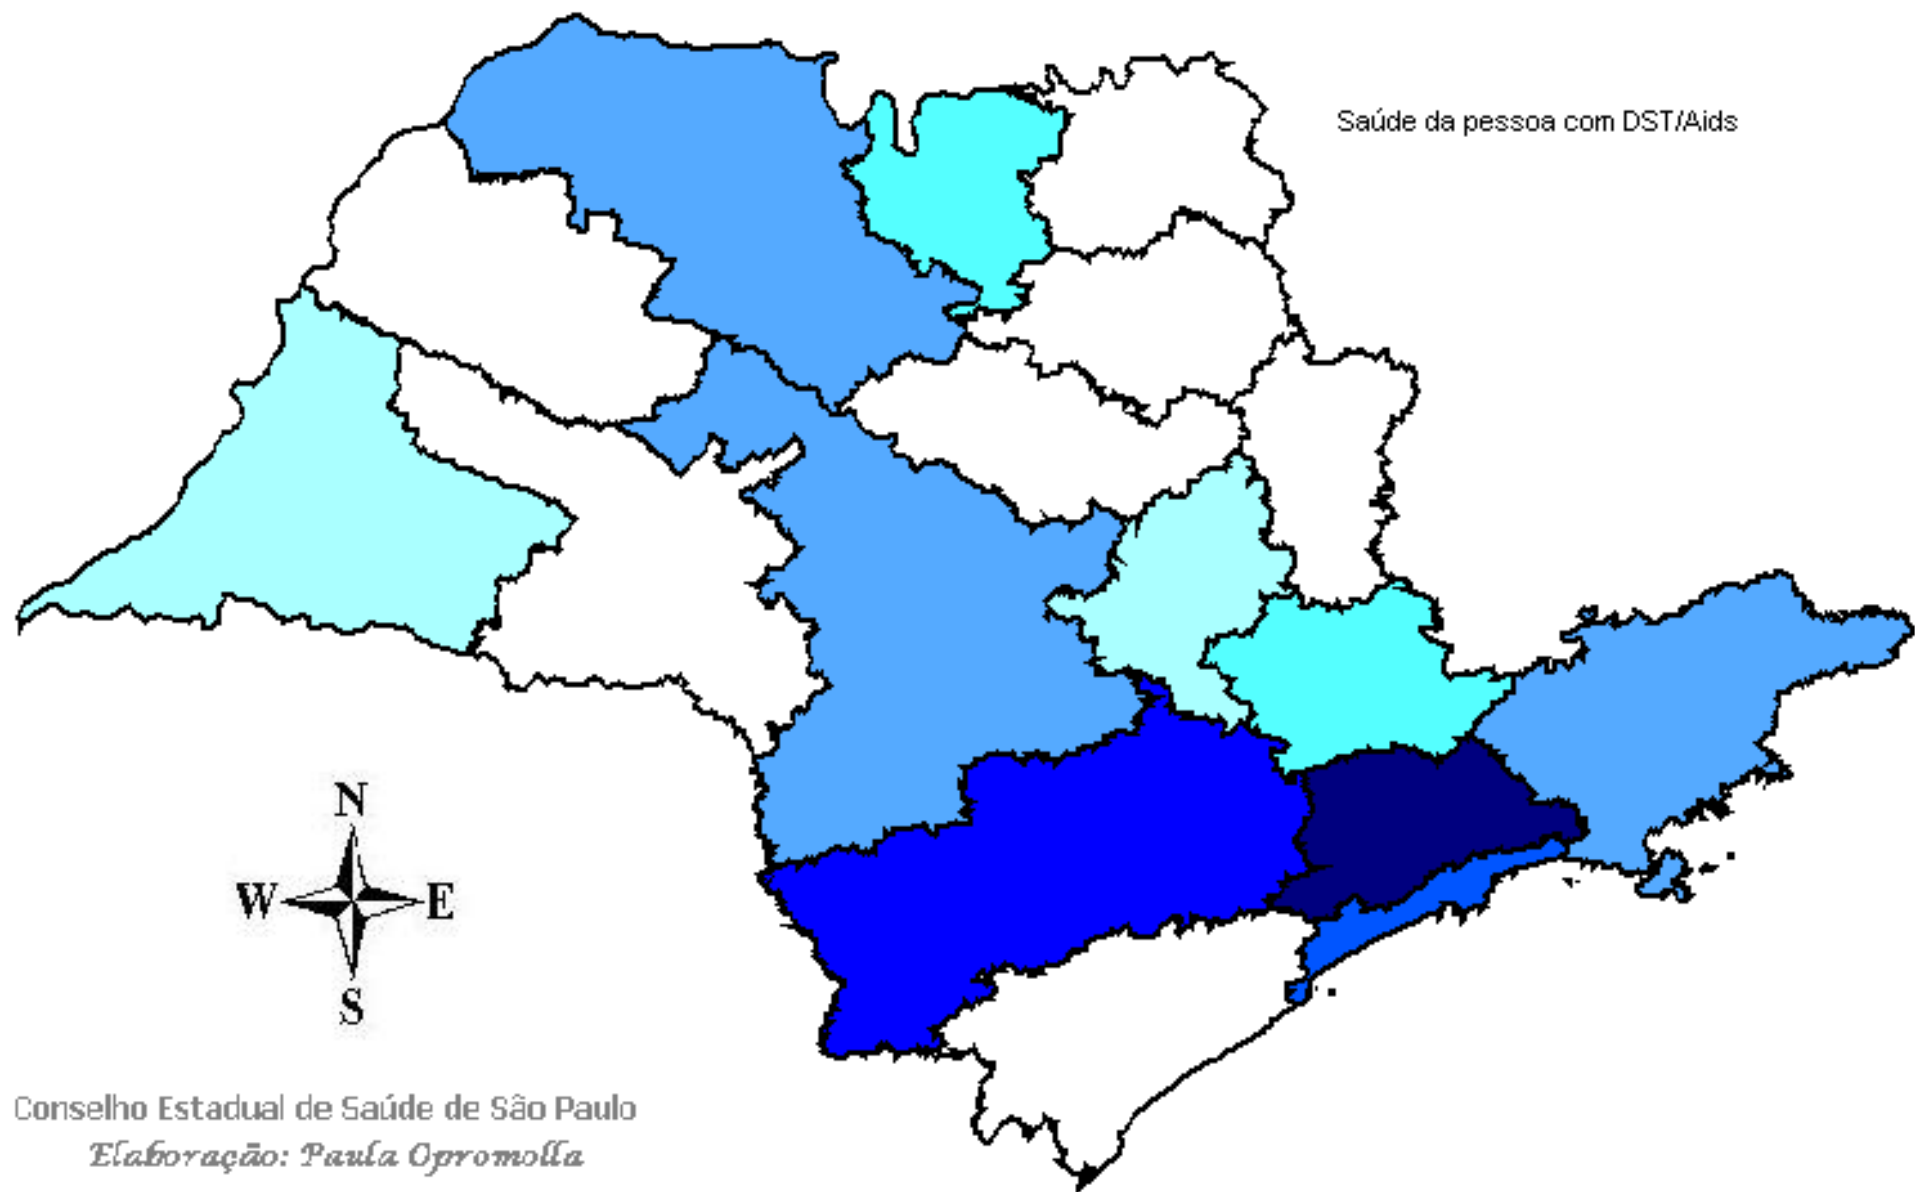 Saúde da pessoa com DST/Aids
N
W E
S
Conselho Estadual de Saúde de São Paulo
Elaboração: Paula Opromolla